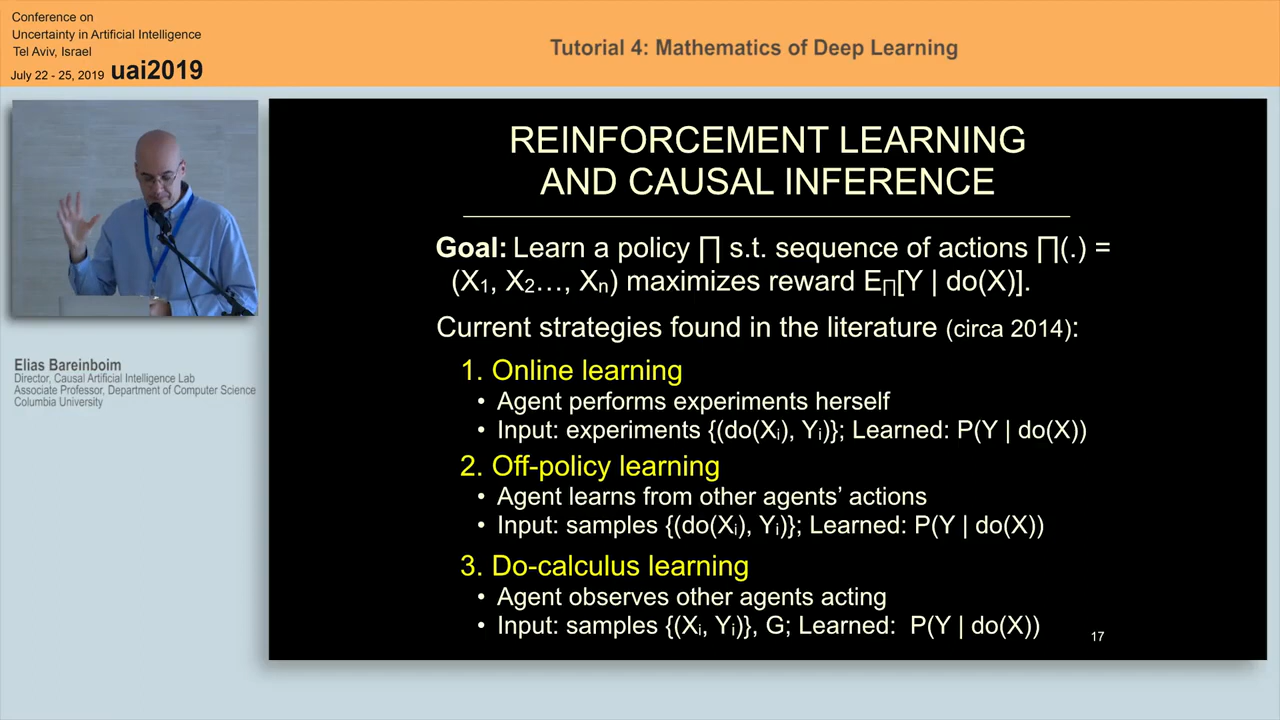 Conference on
Uncertainty in Artificial Intelligence
Tel Aviv, Israel
July 22 - 25, 2019 uai2019
Tutorial 4: Mathematics of Deep Learning
Elias Bareinboim
Director, Causal Artificial Intelligence Lab
Associate Professor, Department of Computer Science
Columbia University
REINFORCEMENT LEARNING
AND CAUSAL INFERENCE
Goal: Learn a policy ∏ s.t. sequence of actions ∏(.) =
(X₁, X₂…, Xₙ) maximizes reward E∏[Y | do(X)].
Current strategies found in the literature (circa 2014):
1. Online learning
• Agent performs experiments herself
• Input: experiments {(do(Xᵢ), Yᵢ)}; Learned: P(Y | do(X))
2. Off-policy learning
• Agent learns from other agents’ actions
• Input: samples {(do(Xᵢ), Yᵢ)}; Learned: P(Y | do(X))
3. Do-calculus learning
• Agent observes other agents acting
• Input: samples {(Xᵢ, Yᵢ)}, G; Learned: P(Y | do(X))
17